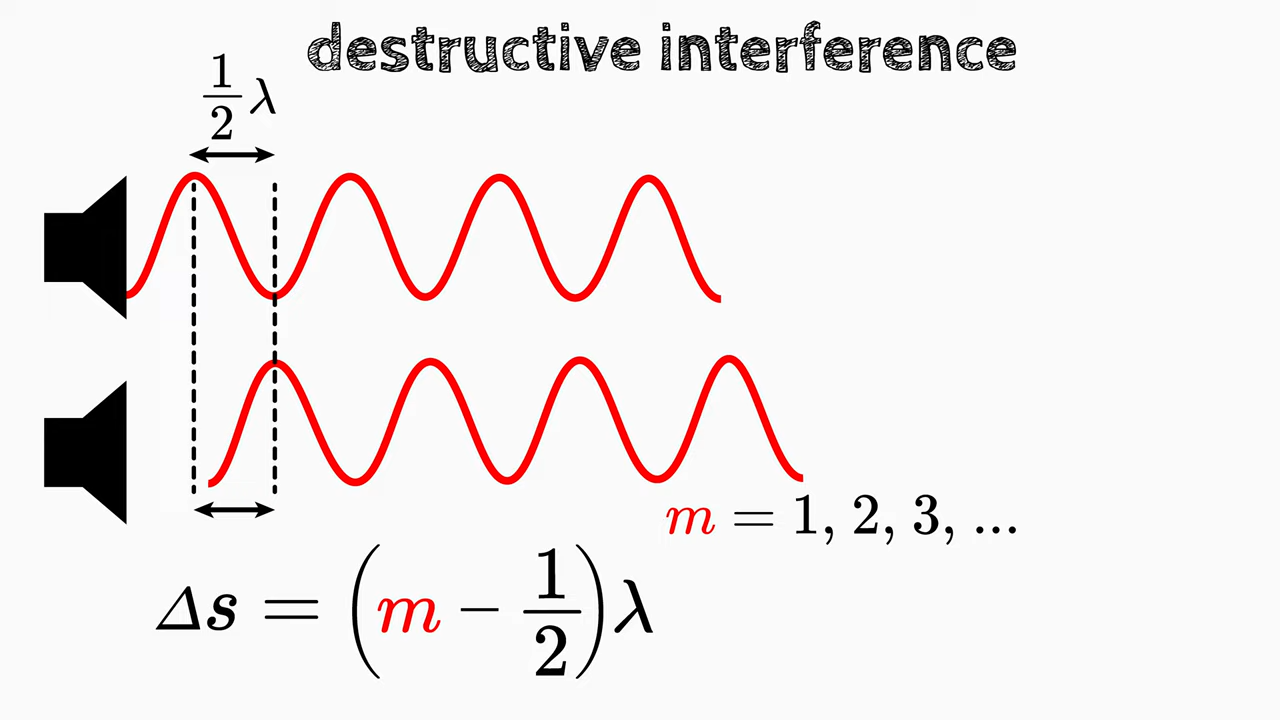 destructive interference
1/2 λ
m = 1, 2, 3, ...
Δs = (m − 1/2) λ